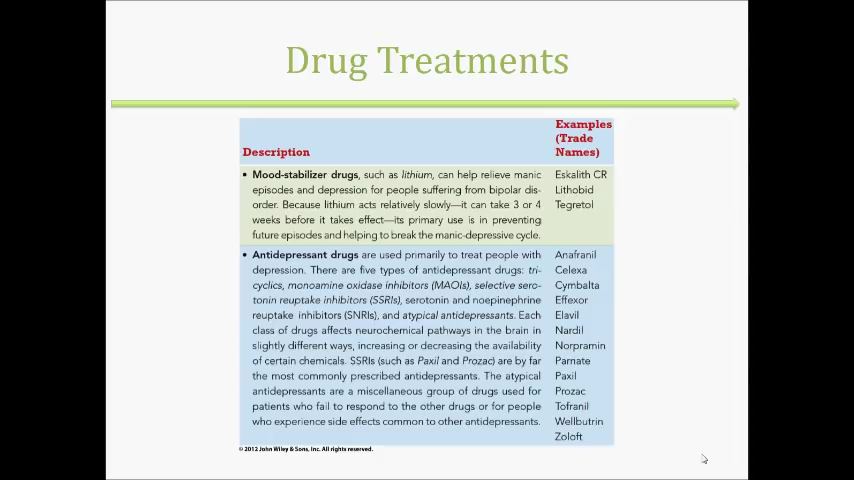 Drug Treatments
Description
Examples
(Trade
Names)
• Mood-stabilizer drugs, such as lithium, can help relieve manic
episodes and depression for people suffering from bipolar dis-
order. Because lithium acts relatively slowly—it can take 3 or 4
weeks before it takes effect—its primary use is in preventing
future episodes and helping to break the manic-depressive cycle.
Eskalith CR
Lithobid
Tegretol
• Antidepressant drugs are used primarily to treat people with
depression. There are five types of antidepressant drugs: tri-
cyclics, monoamine oxidase inhibitors (MAOIs), selective sero-
tonin reuptake inhibitors (SSRIs), serotonin and noepinephrine
reuptake inhibitors (SNRIs), and atypical antidepressants. Each
class of drugs affects neurochemical pathways in the brain in
slightly different ways, increasing or decreasing the availability
of certain chemicals. SSRIs (such as Paxil and Prozac) are by far
the most commonly prescribed antidepressants. The atypical
antidepressants are a miscellaneous group of drugs used for
patients who fail to respond to the other drugs or for people
who experience side effects common to other antidepressants.
Anafranil
Celexa
Cymbalta
Effexor
Elavil
Nardil
Norpramin
Parnate
Paxil
Prozac
Tofranil
Wellbutrin
Zoloft
© 2012 John Wiley & Sons, Inc. All rights reserved.